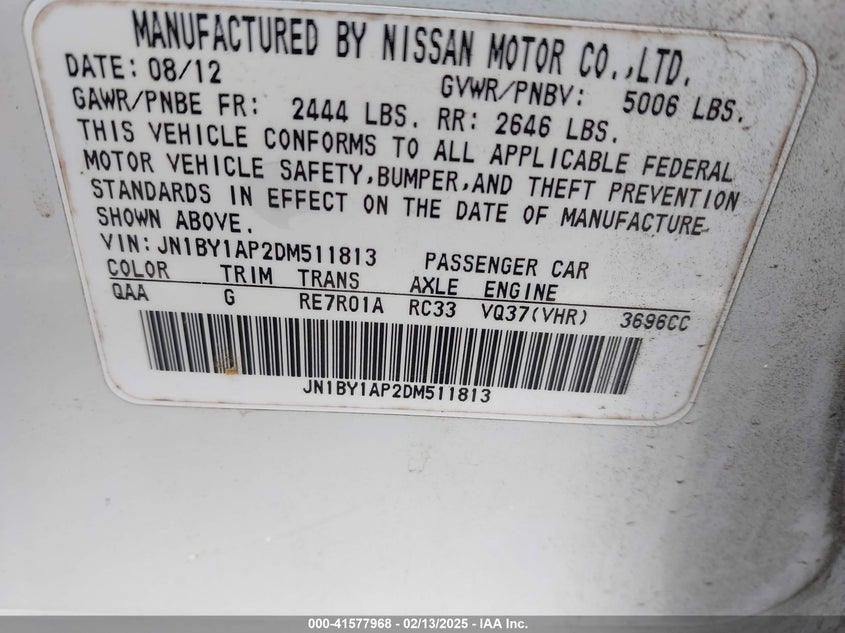 MANUFACTURED BY NISSAN MOTOR CO.,LTD.
DATE: 08/12 GVWR/PNBV: 5006 LBS.
GAWR/PNBE FR: 2444 LBS. RR: 2646 LBS.
THIS VEHICLE CONFORMS TO ALL APPLICABLE FEDERAL
MOTOR VEHICLE SAFETY,BUMPER,AND THEFT PREVENTION
STANDARDS IN EFFECT ON THE DATE OF MANUFACTURE
SHOWN ABOVE.
VIN:JN1BY1AP2DM511813 PASSENGER CAR
COLOR TRIM TRANS AXLE ENGINE
QAA G RE7R01A RC33 VQ37(VHR) 3696CC
JN1BY1AP2DM511813
000-41577968 - 02/13/2025 - IAA Inc.